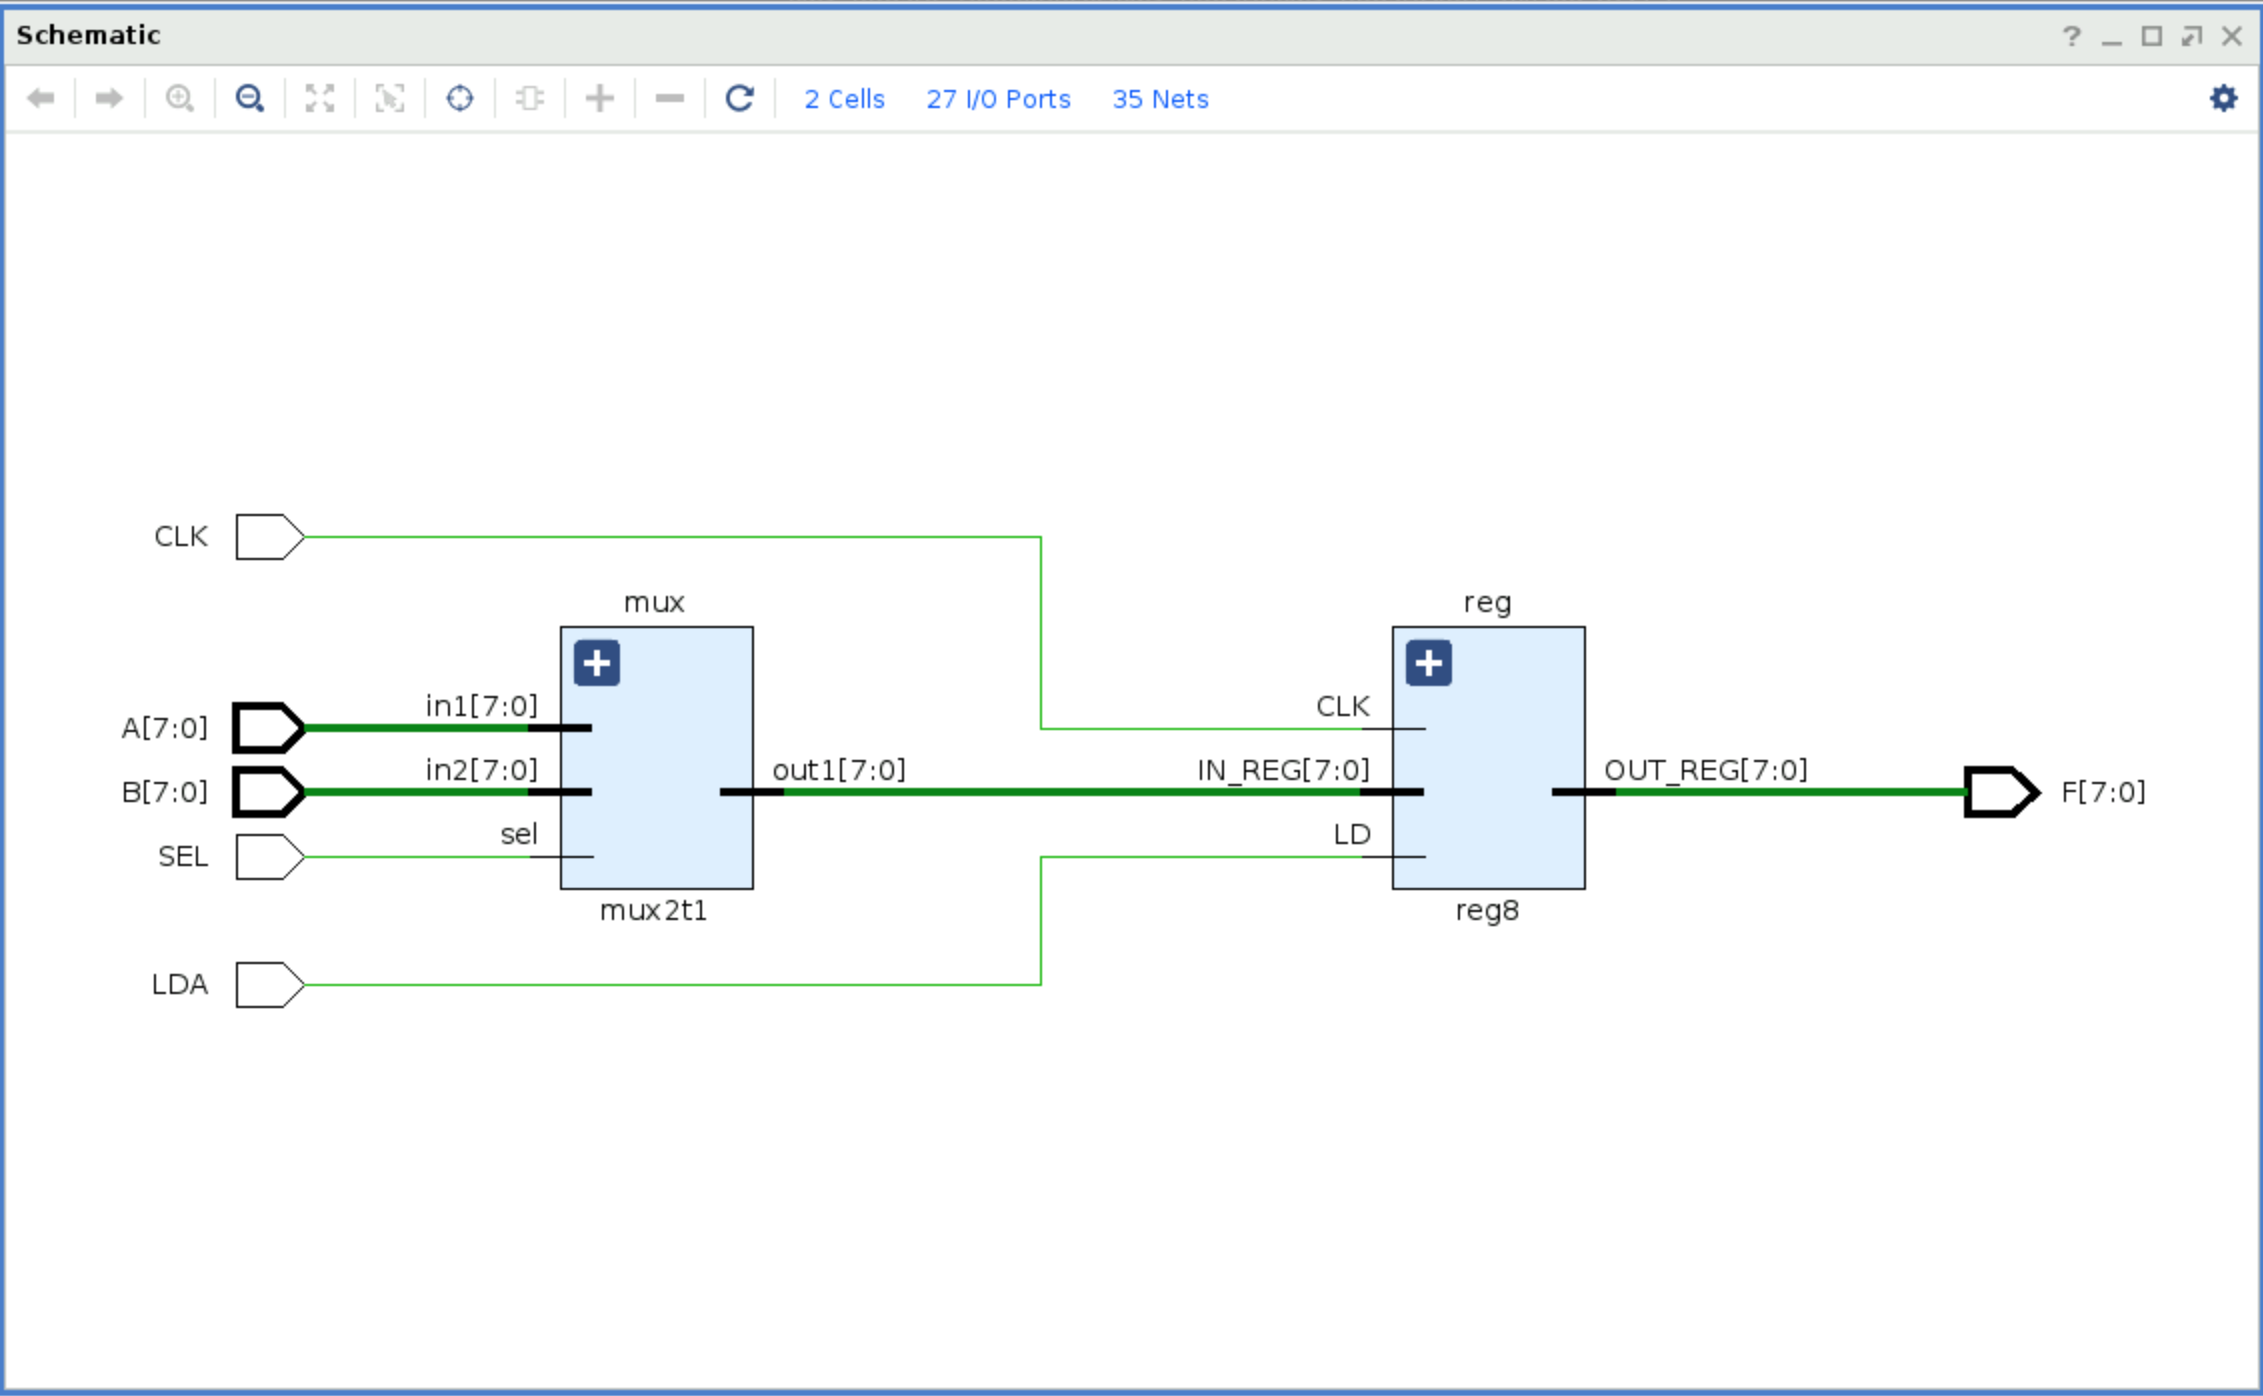 Schematic
2 Cells 27 I/O Ports 35 Nets
CLK
mux
reg
in1[7:0]
CLK
A[7:0]
in2[7:0]
out1[7:0]
IN_REG[7:0]
OUT_REG[7:0]
B[7:0]
F[7:0]
sel
LD
SEL
mux2t1
reg8
LDA